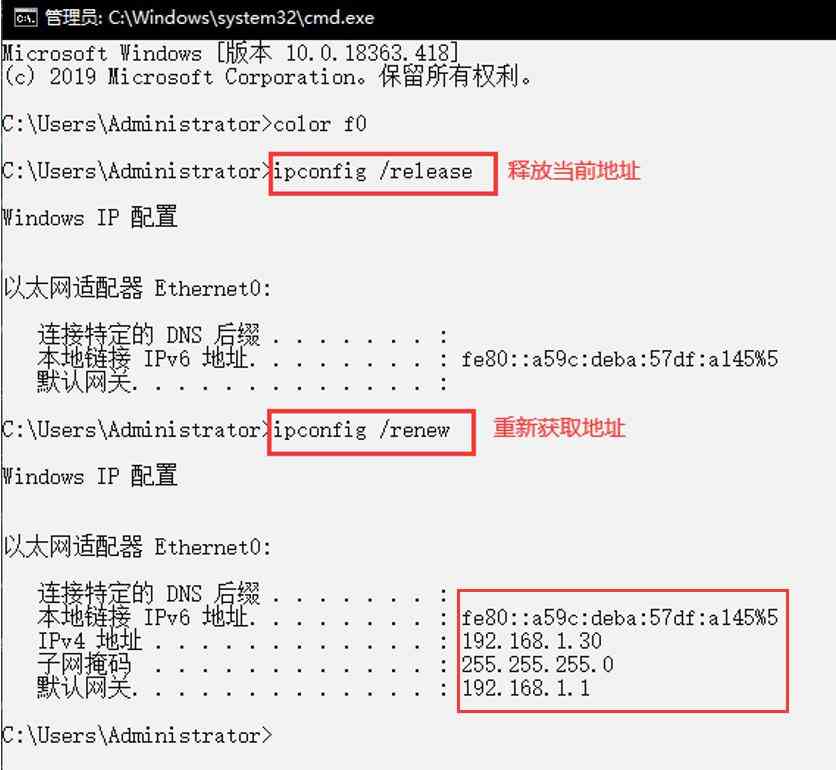 管理员: C:\Windows\system32\cmd.exe
Microsoft Windows [版本 10.0.18363.418]
(c) 2019 Microsoft Corporation。保留所有权利。
C:\Users\Administrator>color f0
C:\Users\Administrator>ipconfig /release 释放当前地址
Windows IP 配置
以太网适配器 Ethernet0:
连接特定的 DNS 后缀 . . . . . . . :
本地链接 IPv6 地址. . . . . . . . : fe80::a59c:deba:57df:a145%5
默认网关. . . . . . . . . . . . . :
C:\Users\Administrator>ipconfig /renew 重新获取地址
Windows IP 配置
以太网适配器 Ethernet0:
连接特定的 DNS 后缀 . . . . . . . :
本地链接 IPv6 地址. . . . . . . . : fe80::a59c:deba:57df:a145%5
IPv4 地址 . . . . . . . . . . . . : 192.168.1.30
子网掩码 . . . . . . . . . . . . : 255.255.255.0
默认网关. . . . . . . . . . . . . : 192.168.1.1
C:\Users\Administrator>